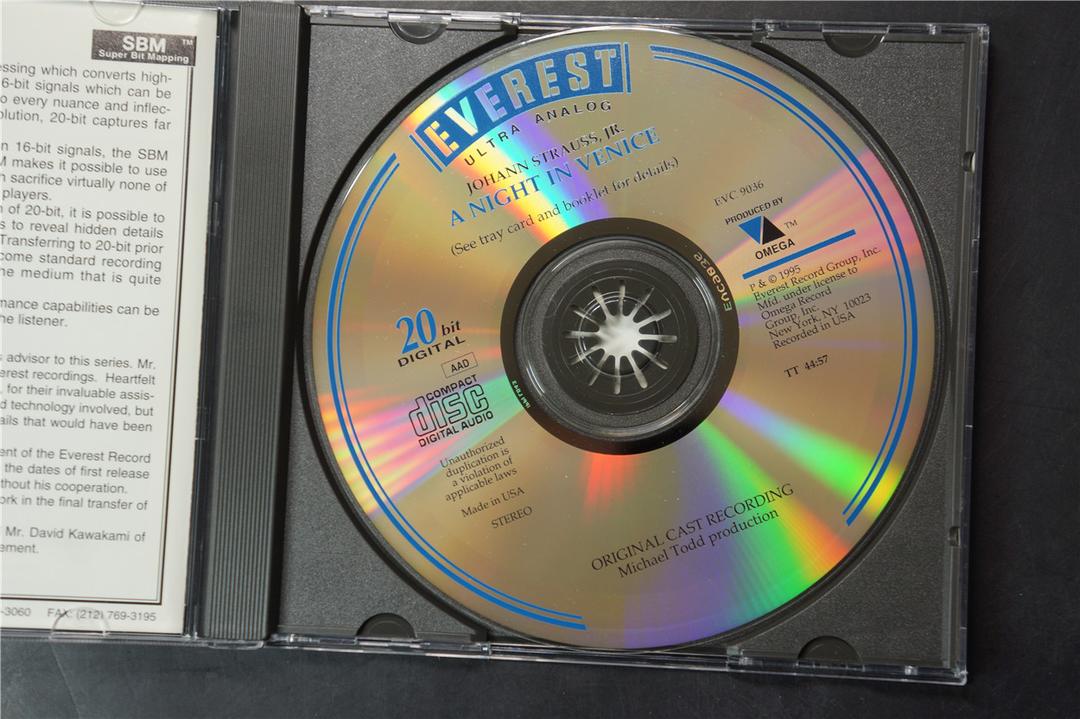 SBM TM
Super Bit Mapping
essing which converts high-
6-bit signals which can be
o every nuance and inflec-
olution, 20-bit captures far
n 16-bit signals, the SBM
M makes it possible to use
n sacrifice virtually none of
players.
n of 20-bit, it is possible to
s to reveal hidden details
Transferring to 20-bit prior
come standard recording
he medium that is quite
mance capabilities can be
he listener.
s advisor to this series. Mr.
erest recordings. Heartfelt
, for their invaluable assis-
d technology involved, but
ails that would have been
ent of the Everest Record
the dates of first release
thout his cooperation.
ork in the final transfer of
Mr. David Kawakami of
ement.
-3060 FAX: (212) 769-3195
EVEREST
ULTRA ANALOG
JOHANN STRAUSS, JR.
A NIGHT IN VENICE
(See tray card and booklet for details)
EVC 9036
PRODUCED BY
TM
OMEGA
P & © 1995
Everest Record Group, Inc.
Mfd. under license to
Omega Record
Group, Inc.
New York, NY 10023
Recorded in USA
TT 44:57
20 bit
DIGITAL
AAD
COMPACT
disc
DIGITAL AUDIO
Unauthorized
duplication is
a violation of
applicable laws
Made in USA
STEREO
ORIGINAL CAST RECORDING
Michael Todd production